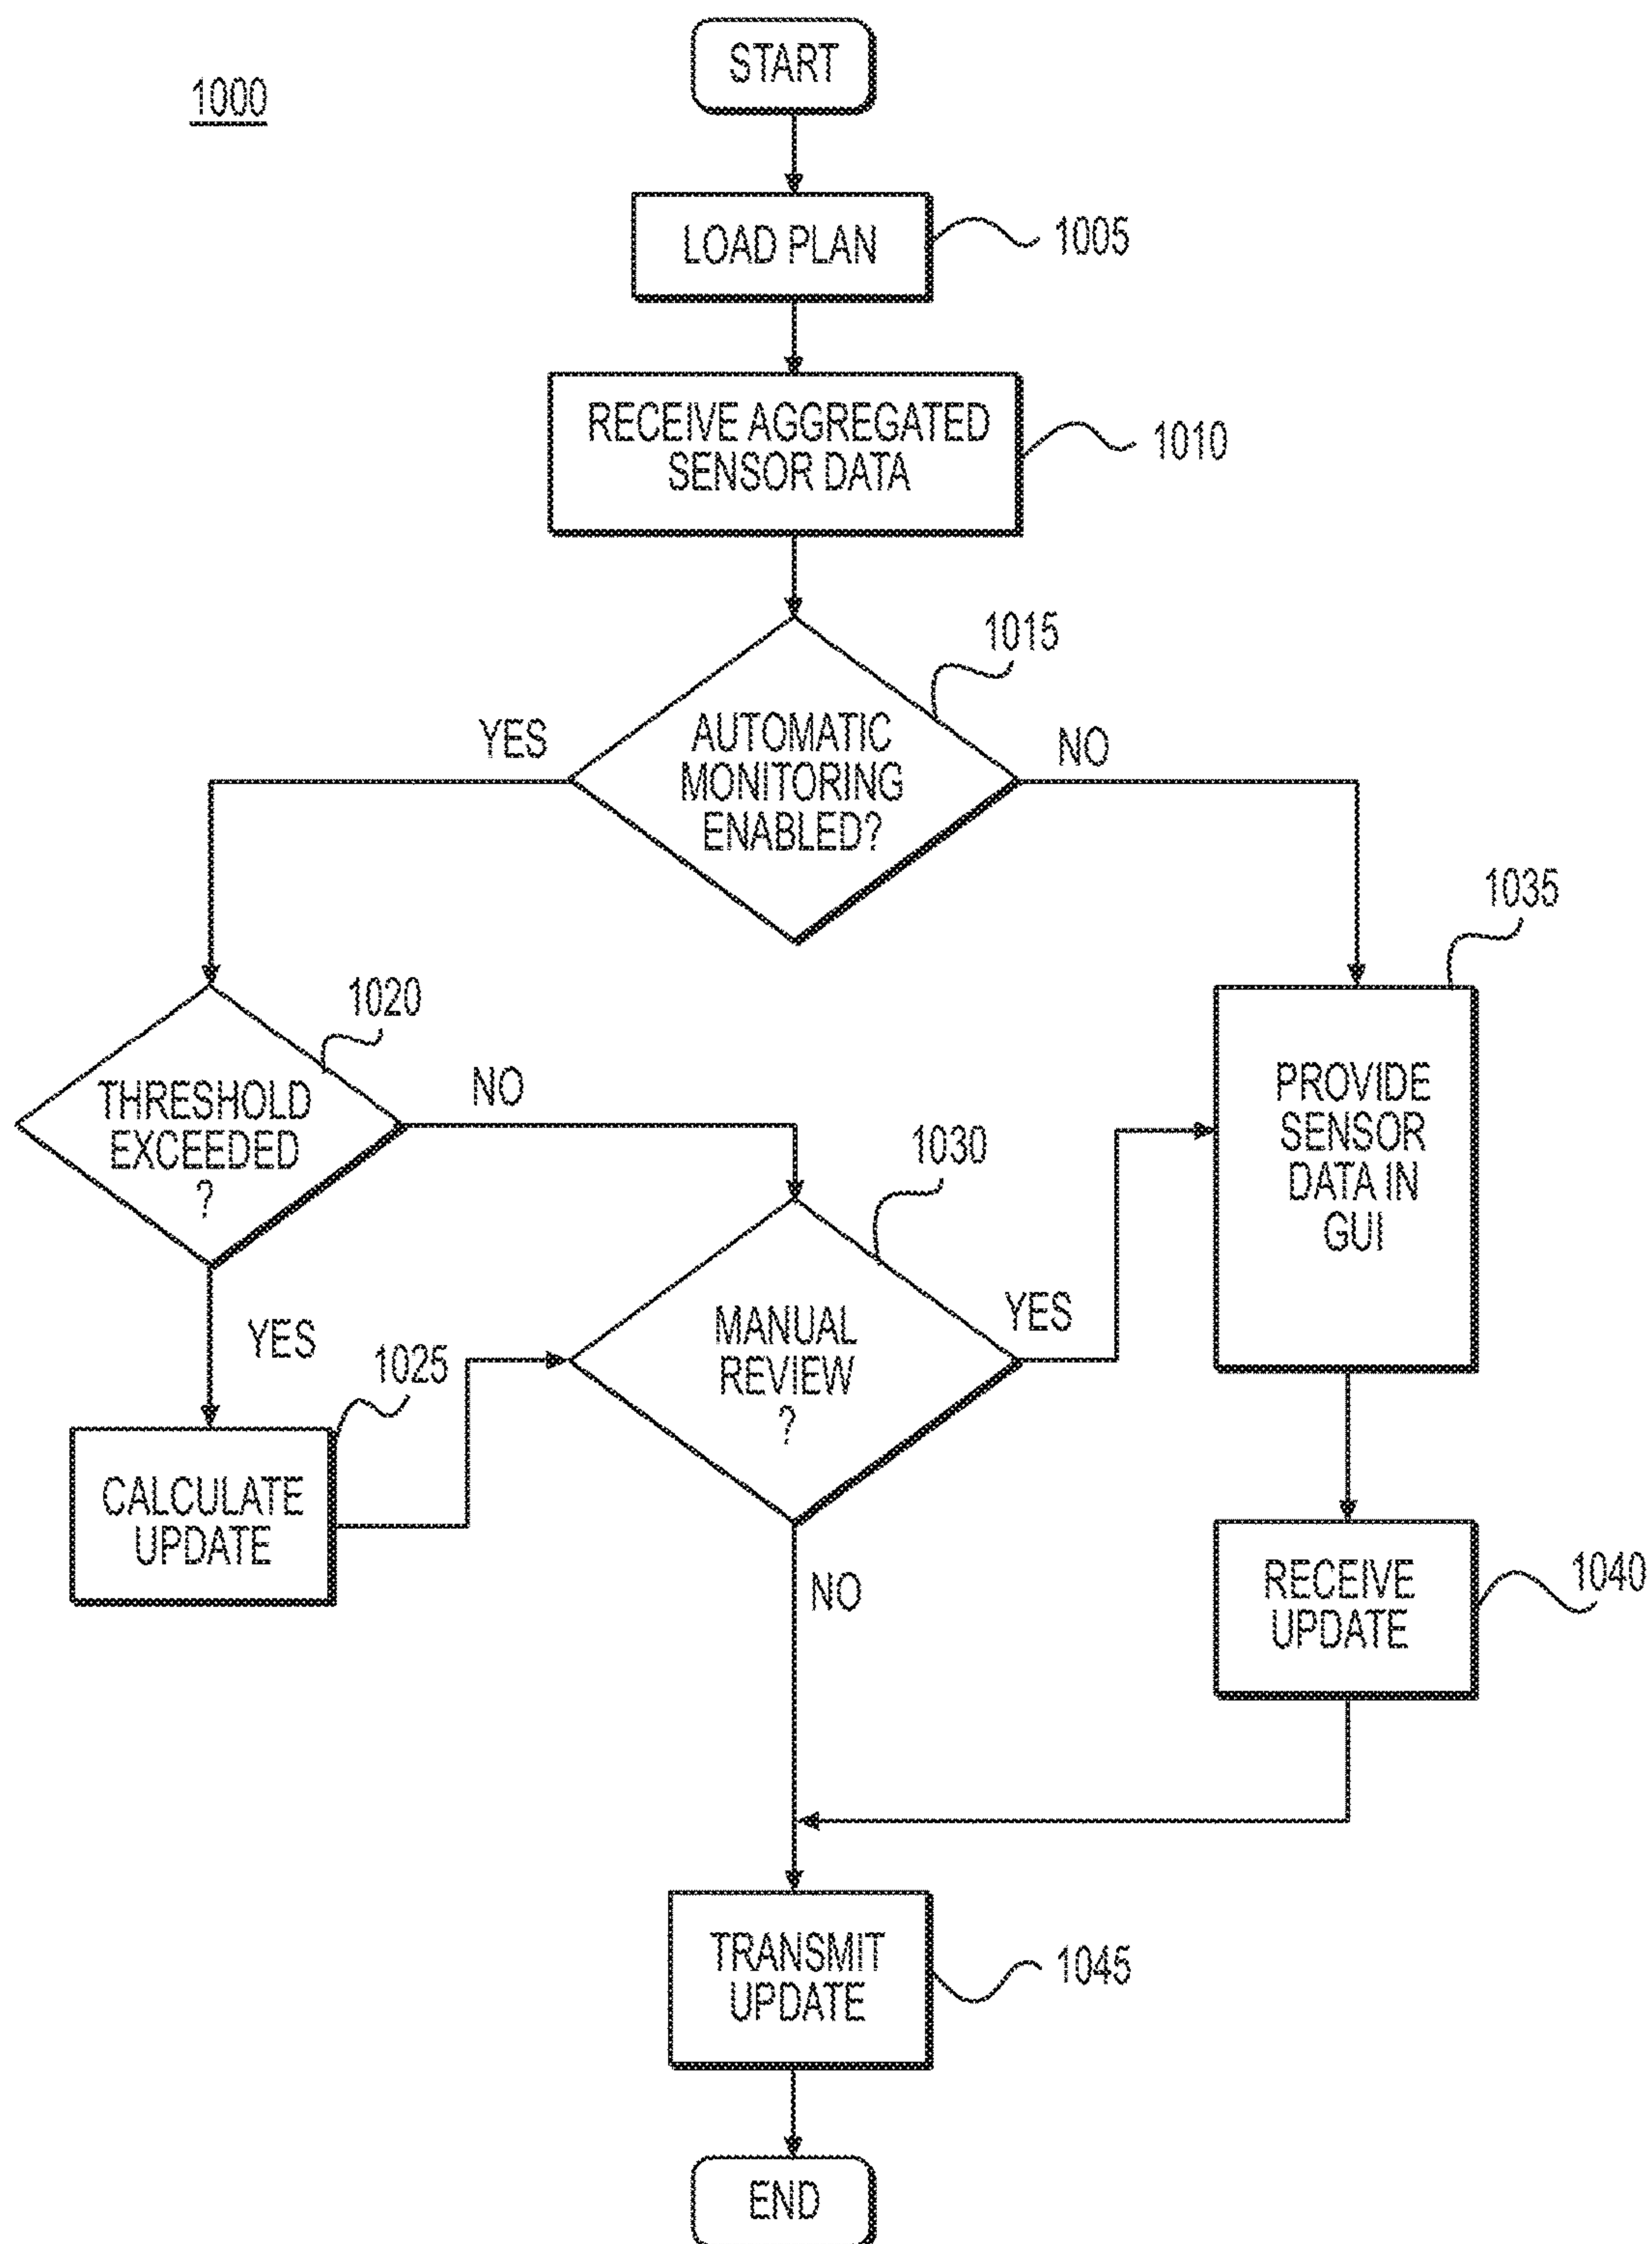 START
1000
LOAD PLAN
1005
RECEIVE AGGREGATED
SENSOR DATA
1010
1015
YES
AUTOMATIC
MONITORING
ENABLED?
NO
1035
1020
THRESHOLD
EXCEEDED
?
NO
1030
PROVIDE
SENSOR
DATA IN
GUI
YES
1025
MANUAL
REVIEW
?
YES
CALCULATE
UPDATE
NO
RECEIVE
UPDATE
1040
TRANSMIT
UPDATE
1045
END